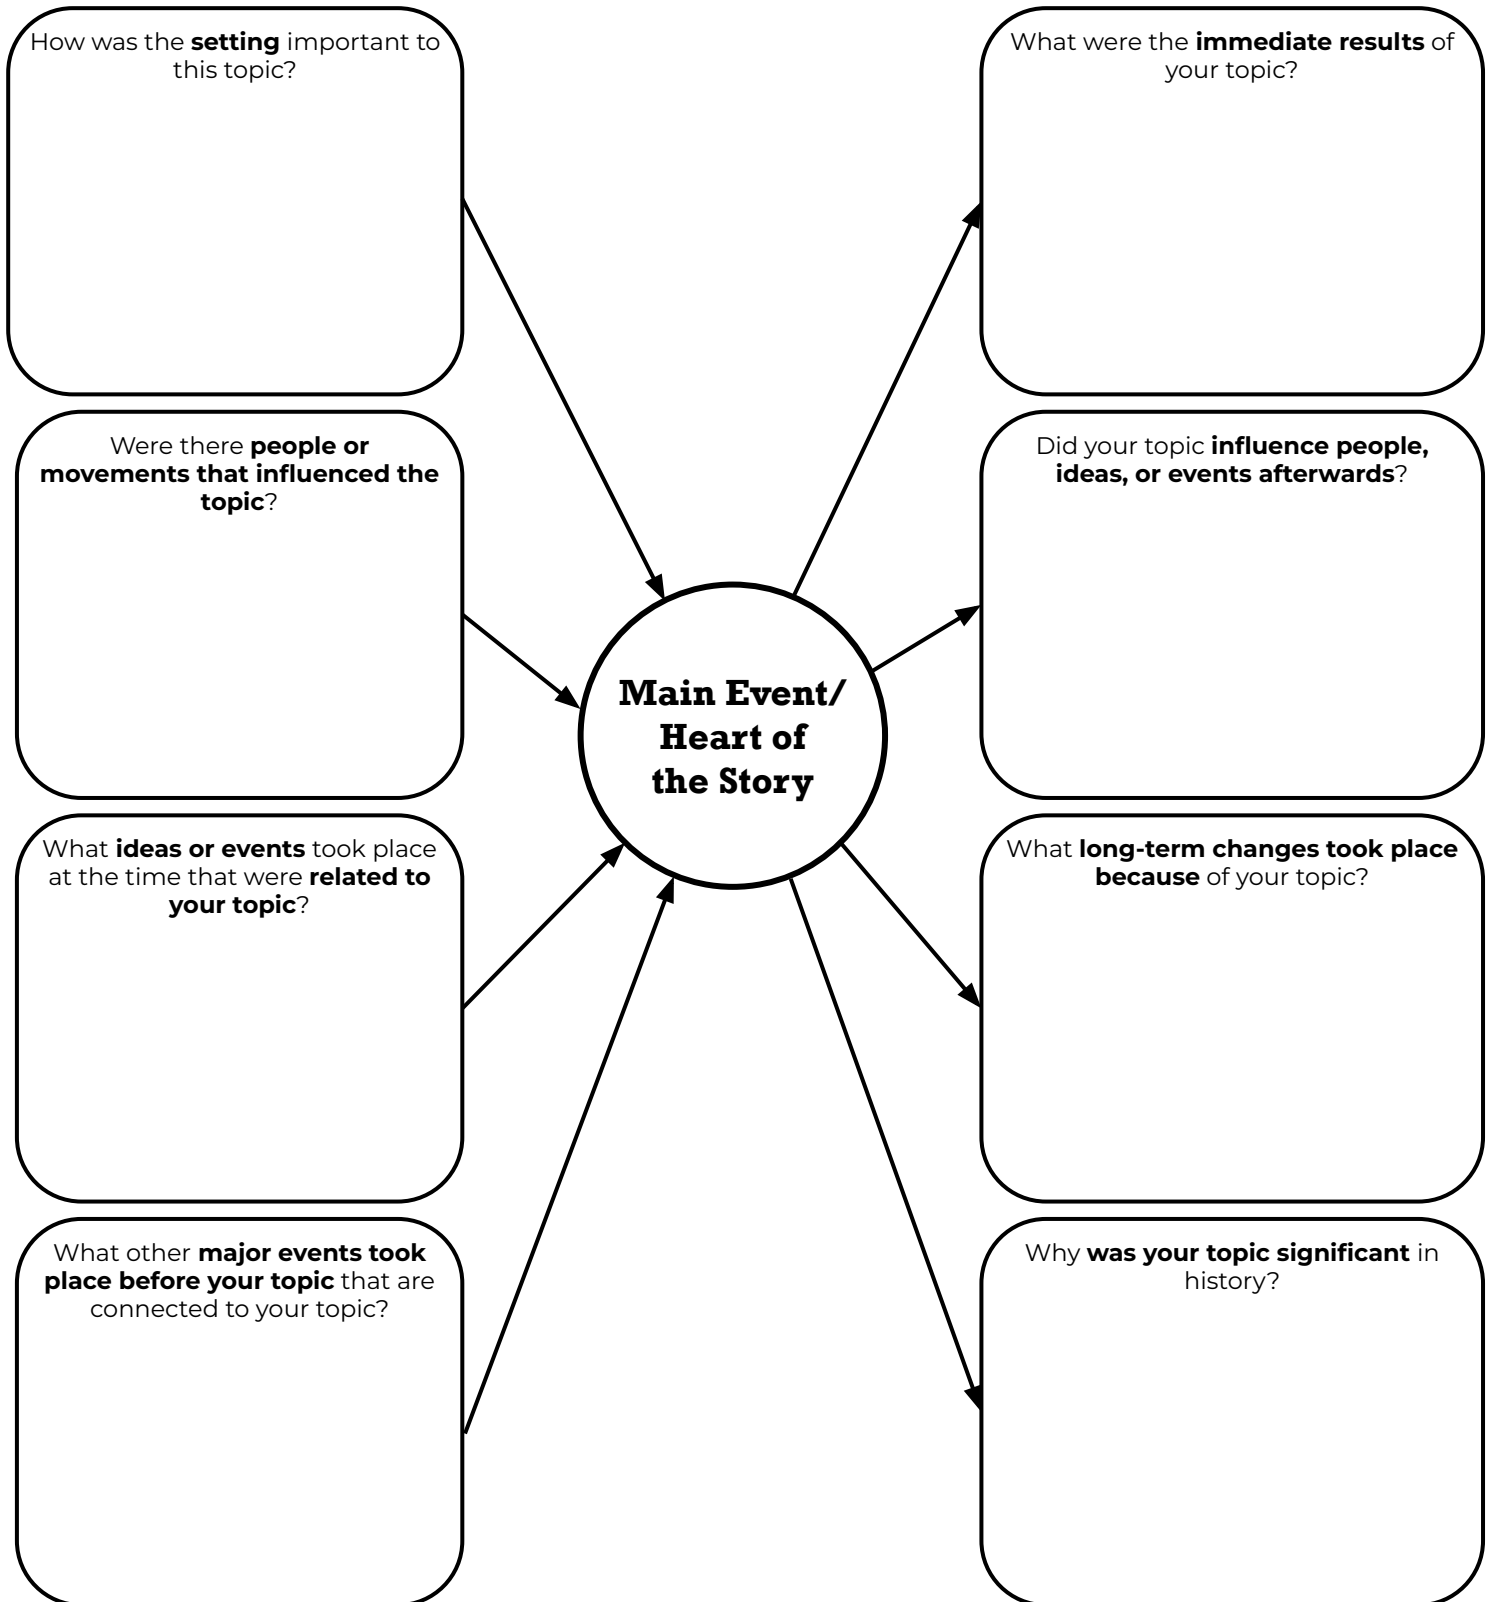 How was the setting important to
this topic?
Were there people or
movements that influenced the
topic?
What ideas or events took place
at the time that were related to
your topic?
What other major events took
place before your topic that are
connected to your topic?
Main Event/
Heart of
the Story
What were the immediate results of
your topic?
Did your topic influence people,
ideas, or events afterwards?
What long-term changes took place
because of your topic?
Why was your topic significant in
history?